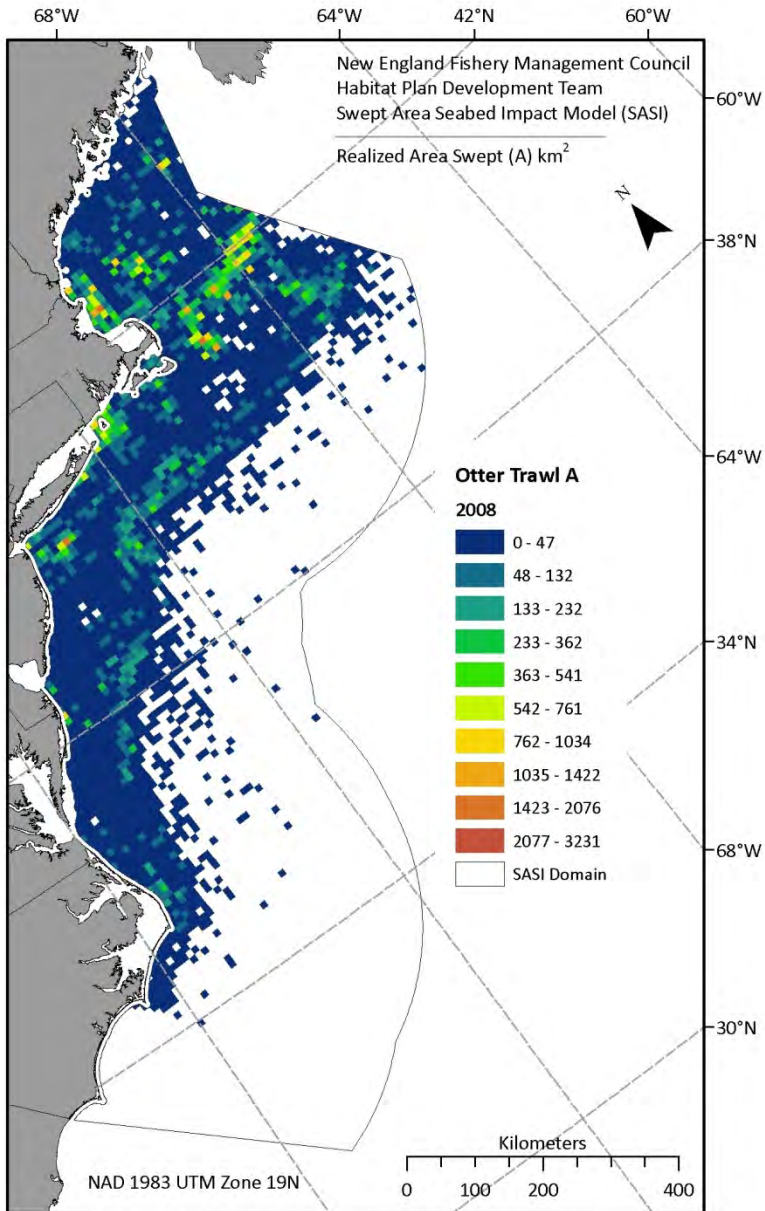 68°W 64°W 42°N 60°W
New England Fishery Management Council
Habitat Plan Development Team
Swept Area Seabed Impact Model (SASI)
Realized Area Swept (A) km²
N
60°W
38°N
64°W
34°N
68°W
30°N
Otter Trawl A
2008
0 - 47
48 - 132
133 - 232
233 - 362
363 - 541
542 - 761
762 - 1034
1035 - 1422
1423 - 2076
2077 - 3231
SASI Domain
Kilometers
0 100 200 400
NAD 1983 UTM Zone 19N